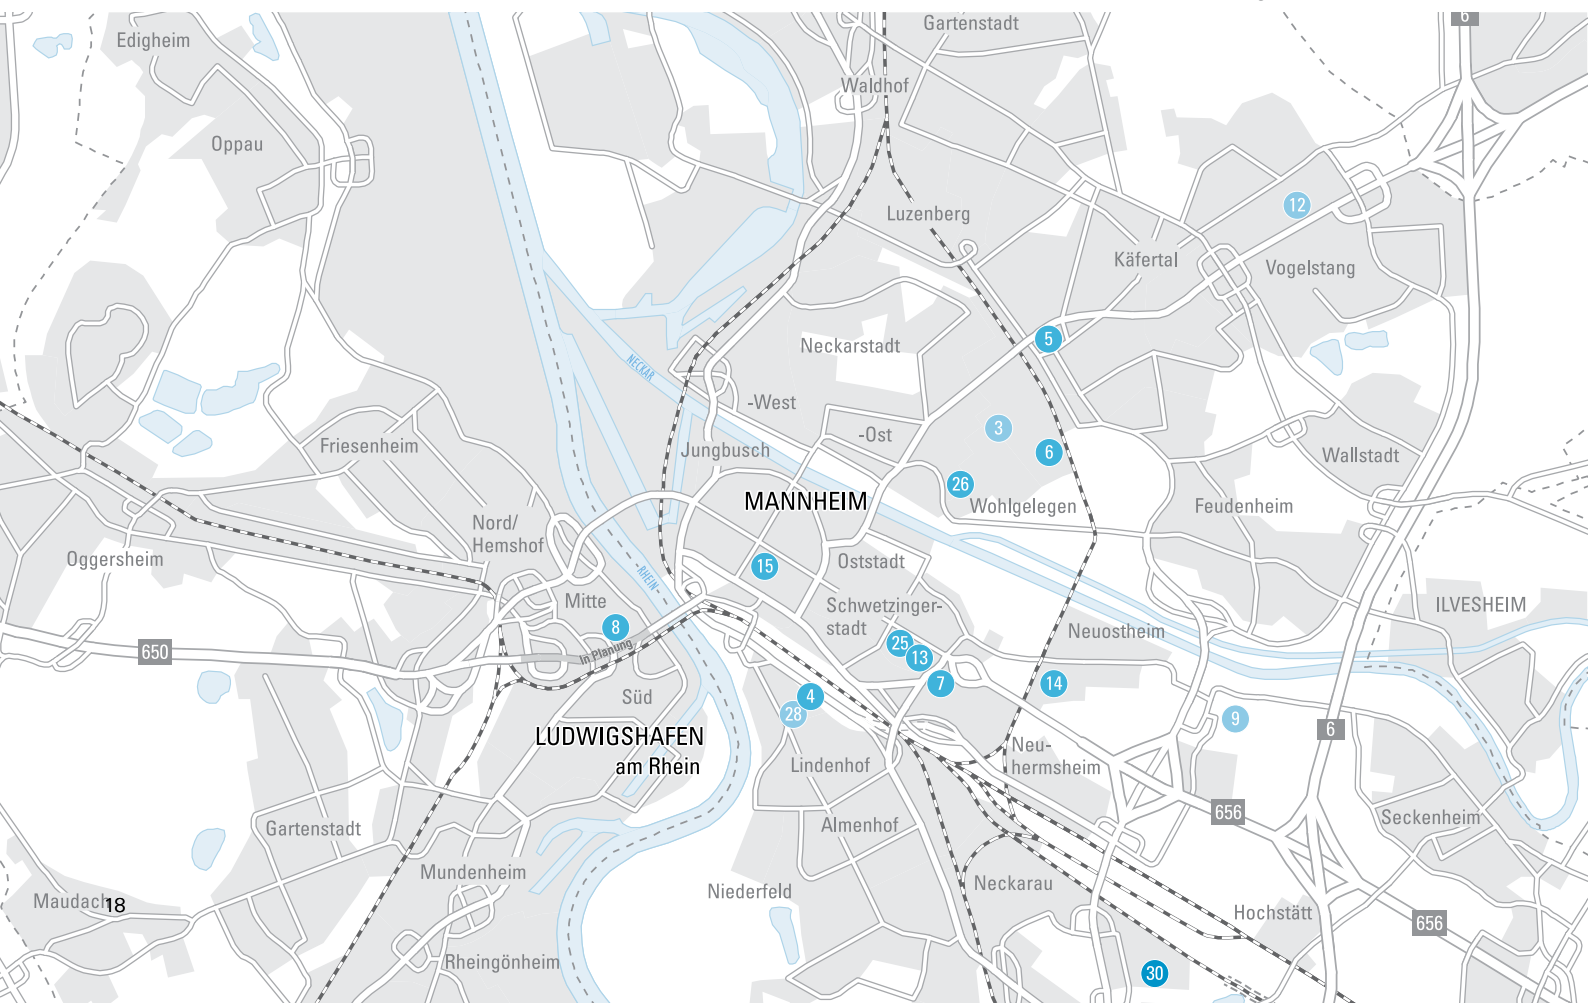 6
Gartenstadt
Edigheim
Waldhof
Oppau
12
Luzenberg
Käfertal
Vogelstang
5
Neckarstadt
NECKAR
-West
3
-Ost
Friesenheim
Jungbusch
6
Wallstadt
26
MANNHEIM
Wohlgelegen
Feudenheim
Nord/
Hemshof
Oggersheim
15
Oststadt
RHEIN
Mitte
Schwetzinger-
stadt
ILVESHEIM
8
Neuostheim
25
650
In Planung
13
7
14
Süd
4
28
9
6
LUDWIGSHAFEN
am Rhein
Lindenhof
Neu-
hermsheim
656
Gartenstadt
Almenhof
Seckenheim
Mundenheim
Niederfeld
Neckarau
Maudach
18
Hochstätt
656
Rheingönheim
30